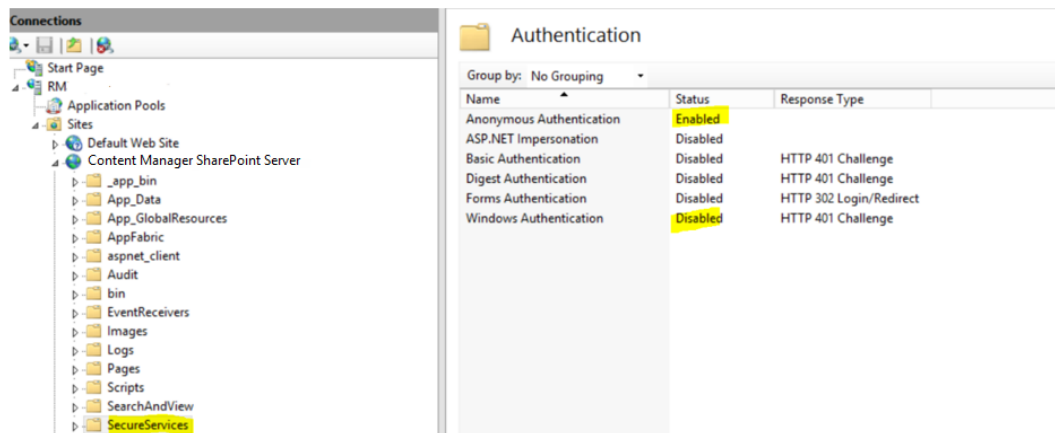 Connections
Start Page
RM
Application Pools
Sites
Default Web Site
Content Manager SharePoint Server
_app_bin
App_Data
App_GlobalResources
AppFabric
aspnet_client
Audit
bin
EventReceivers
Images
Logs
Pages
Scripts
SearchAndView
SecureServices
Authentication
Group by: No Grouping
Name Status Response Type
Anonymous Authentication Enabled
ASP.NET Impersonation Disabled
Basic Authentication Disabled HTTP 401 Challenge
Digest Authentication Disabled HTTP 401 Challenge
Forms Authentication Disabled HTTP 302 Login/Redirect
Windows Authentication Disabled HTTP 401 Challenge